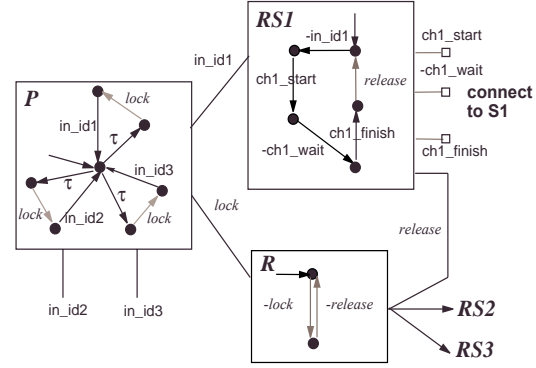 RS1
in_id1
-in_id1
ch1_start
release
-ch1_wait
ch1_finish
ch1_start
-ch1_wait
connect
to S1
ch1_finish
P
lock
in_id1
τ
in_id3
τ
τ
lock
in_id2
lock
lock
release
R
-lock
-release
in_id2
in_id3
RS2
RS3